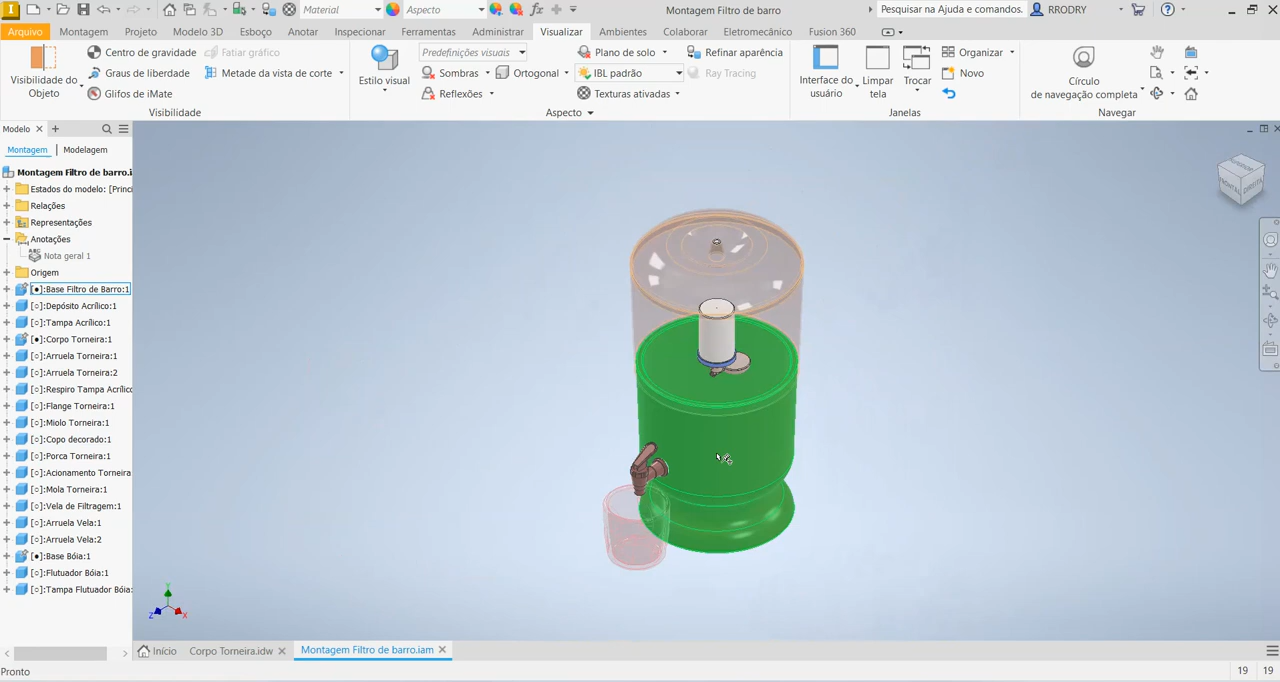 Material
Aspecto
Montagem Filtro de barro
Pesquisar na Ajuda e comandos.
RRODRY
Arquivo
Montagem
Projeto
Modelo 3D
Esboço
Anotar
Inspecionar
Ferramentas
Administrar
Visualizar
Ambientes
Colaborar
Eletromecânico
Fusion 360
Visibilidade do
Objeto
Centro de gravidade
Graus de liberdade
Glifos de iMate
Fatiar gráfico
Metade da vista de corte
Visibilidade
Estilo visual
Predefinições visuais
Sombras
Reflexões
Ortogonal
Plano de solo
IBL padrão
Texturas ativadas
Refinar aparência
Ray Tracing
Aspecto
Interface do
usuário
Limpar
tela
Trocar
Organizar
Novo
Janelas
Círculo
de navegação completa
Navegar
Modelo
Montagem
Modelagem
Montagem Filtro de barro.i
Estados do modelo: [Princi
Relações
Representações
Anotações
Nota geral 1
Origem
[●]:Base Filtro de Barro:1
[○]:Depósito Acrílico:1
[○]:Tampa Acrílico:1
[●]:Corpo Torneira:1
[○]:Arruela Torneira:1
[○]:Arruela Torneira:2
[○]:Respiro Tampa Acrílico
[○]:Flange Torneira:1
[○]:Miolo Torneira:1
[○]:Copo decorado:1
[○]:Porca Torneira:1
[○]:Acionamento Torneira
[○]:Mola Torneira:1
[○]:Vela de Filtragem:1
[○]:Arruela Vela:1
[○]:Arruela Vela:2
[●]:Base Bóia:1
[○]:Flutuador Bóia:1
[○]:Tampa Flutuador Bóia:
FRONTAL
DIREITA
Y
Z
X
Início
Corpo Torneira.idw
Montagem Filtro de barro.iam
Pronto
19
19